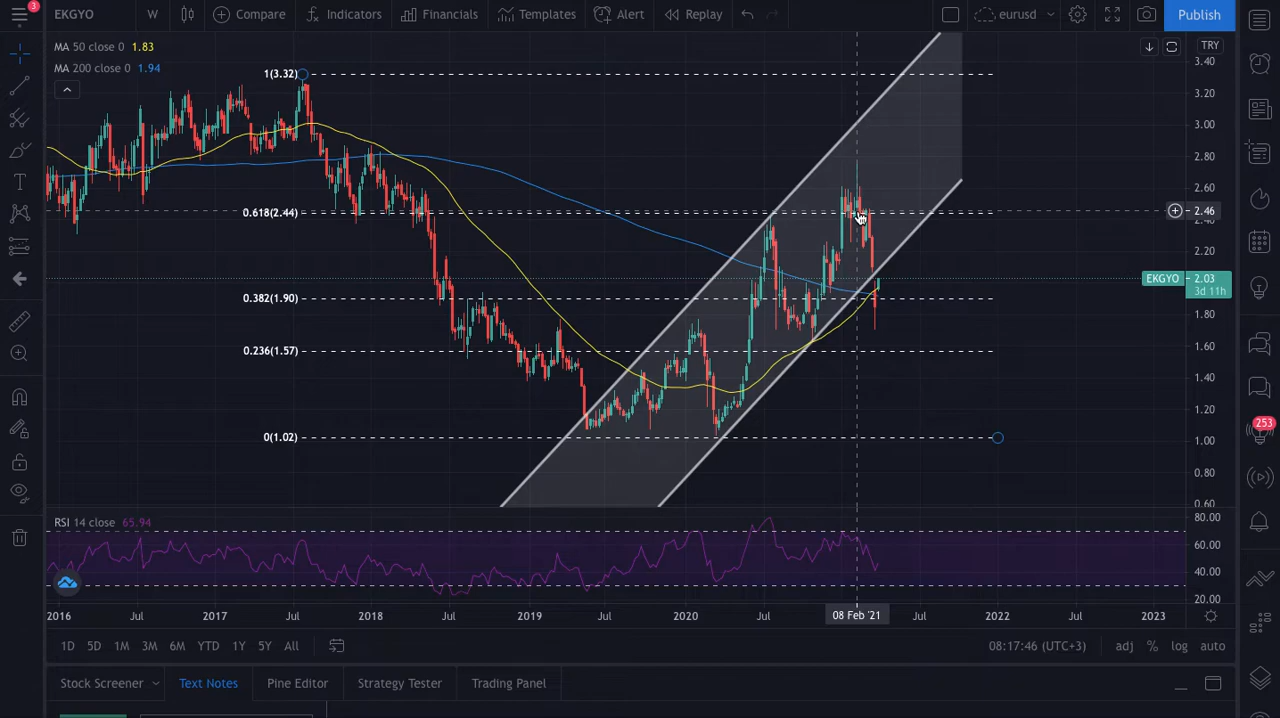 3
EKGYO
W
Compare
Indicators
Financials
Templates
Alert
Replay
eurusd
Publish
MA 50 close 0 1.83
MA 200 close 0 1.94
TRY
3.40
3.20
3.00
2.80
2.60
2.46
2.40
2.20
EKGYO 2.03
3d 11h
1.80
1.60
1.40
1.20
1.00
0.80
0.60
1(3.32)
0.618(2.44)
0.382(1.90)
0.236(1.57)
0(1.02)
253
RSI 14 close 65.94
80.00
60.00
40.00
20.00
2016
Jul
2017
Jul
2018
Jul
2019
Jul
2020
Jul
08 Feb '21
Jul
2022
Jul
2023
1D
5D
1M
3M
6M
YTD
1Y
5Y
All
08:17:46 (UTC+3)
adj
%
log
auto
Stock Screener
Text Notes
Pine Editor
Strategy Tester
Trading Panel